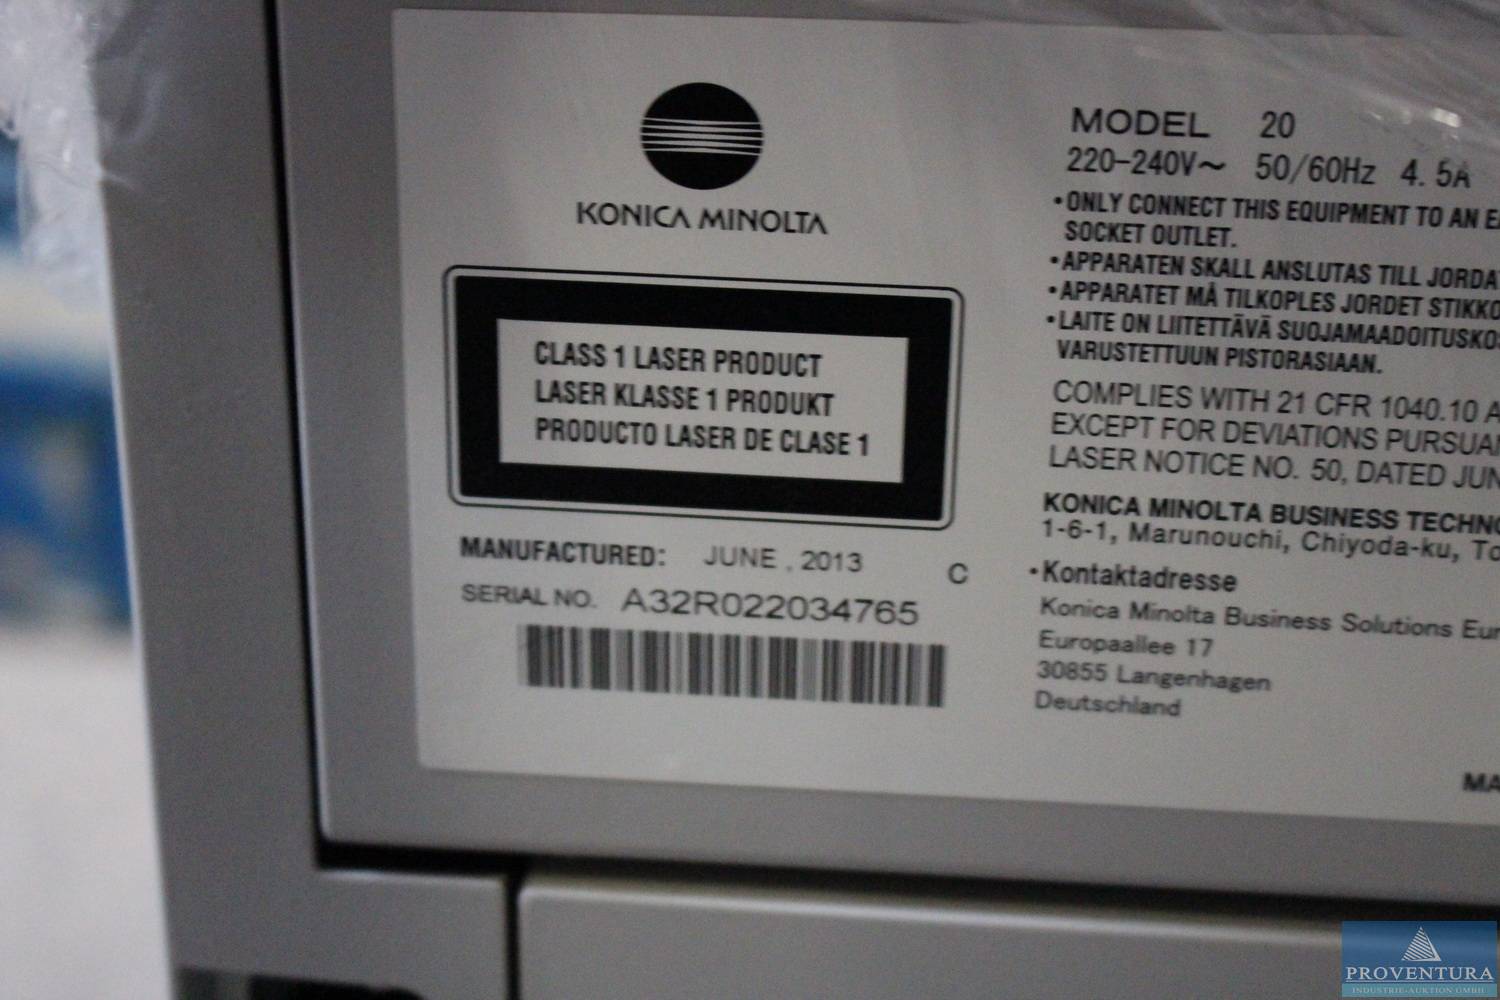 KONICA MINOLTA
CLASS 1 LASER PRODUCT
LASER KLASSE 1 PRODUKT
PRODUCTO LASER DE CLASE 1
MANUFACTURED: JUNE , 2013 C
SERIAL NO. A32R022034765
MODEL 20
220-240V~ 50/60Hz 4.5A
•ONLY CONNECT THIS EQUIPMENT TO AN
SOCKET OUTLET.
•APPARATEN SKALL ANSLUTAS TILL
•APPARATET MÅ TILKOPLES JORDET
•LAITE ON LIITETTÄVÄ
VARUSTETTUUN PISTORASIAAN.
COMPLIES WITH 21 CFR 1040.10
EXCEPT FOR DEVIATIONS
LASER NOTICE NO. 50, DATED
KONICA MINOLTA BUSINESS
1-6-1, Marunouchi, Chiyoda-ku,
•Kontaktadresse
Konica Minolta Business Solutions
Europaallee 17
30855 Langenhagen
Deutschland
PROVENTURA
INDUSTRIE-AUKTION GMBH